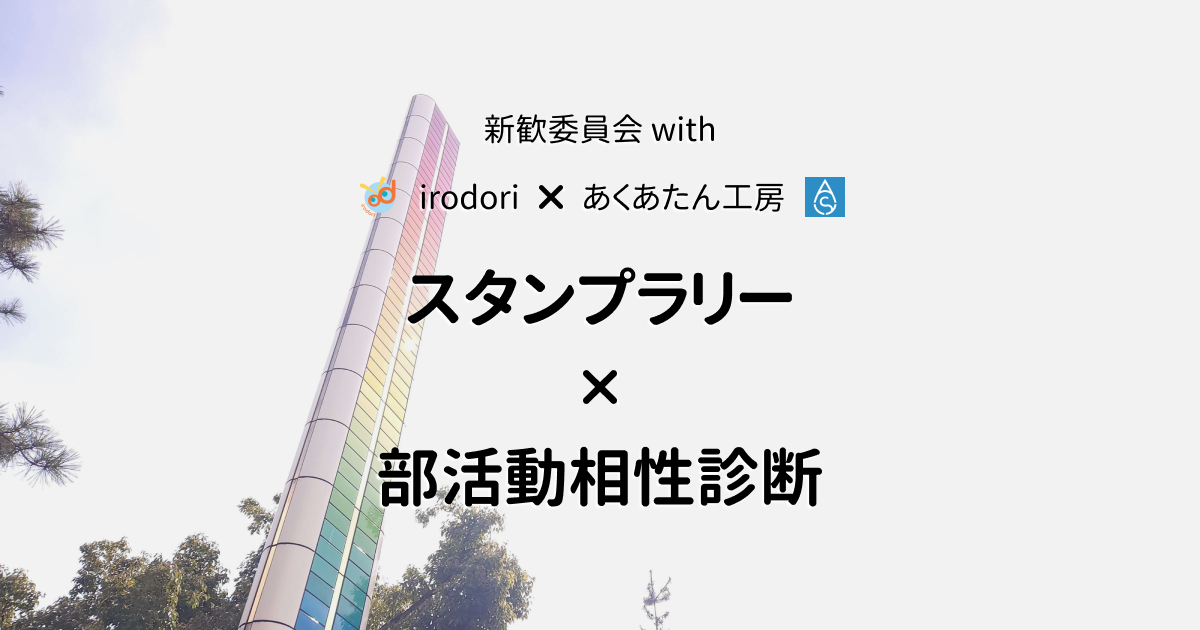 新歓委員会 with
irodori × あくあたん工房
スタンプラリー
×
部活動相性診断